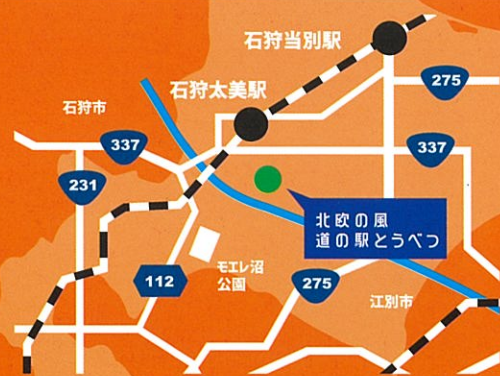 石狩当別駅
275
石狩太美駅
石狩市
337
337
231
北欧の風
道の駅とうべつ
モエレ沼
公園
112
275
江別市